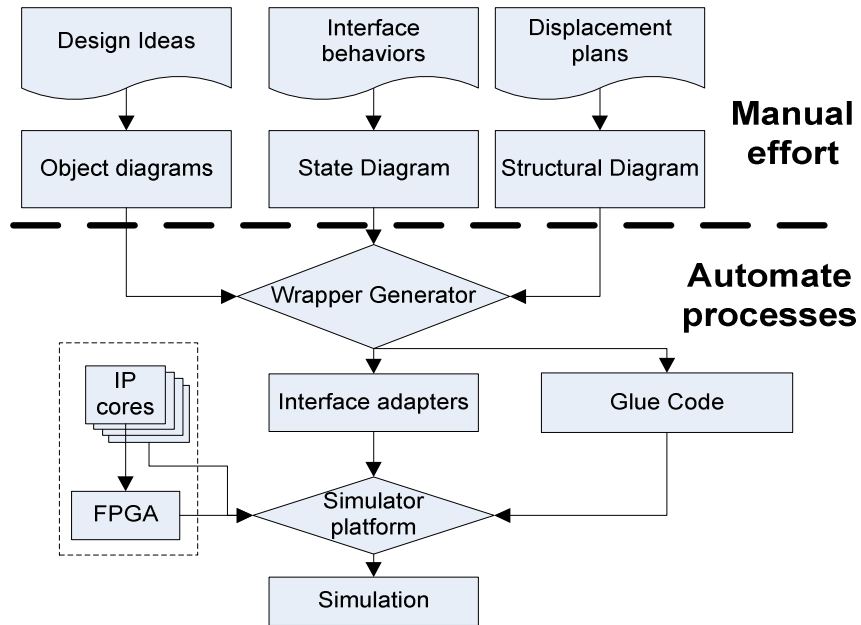 Design Ideas
Interface
behaviors
Displacement
plans
Manual
effort
Object diagrams
State Diagram
Structural Diagram
Automate
processes
Wrapper Generator
IP
cores
Interface adapters
Glue Code
FPGA
Simulator
platform
Simulation